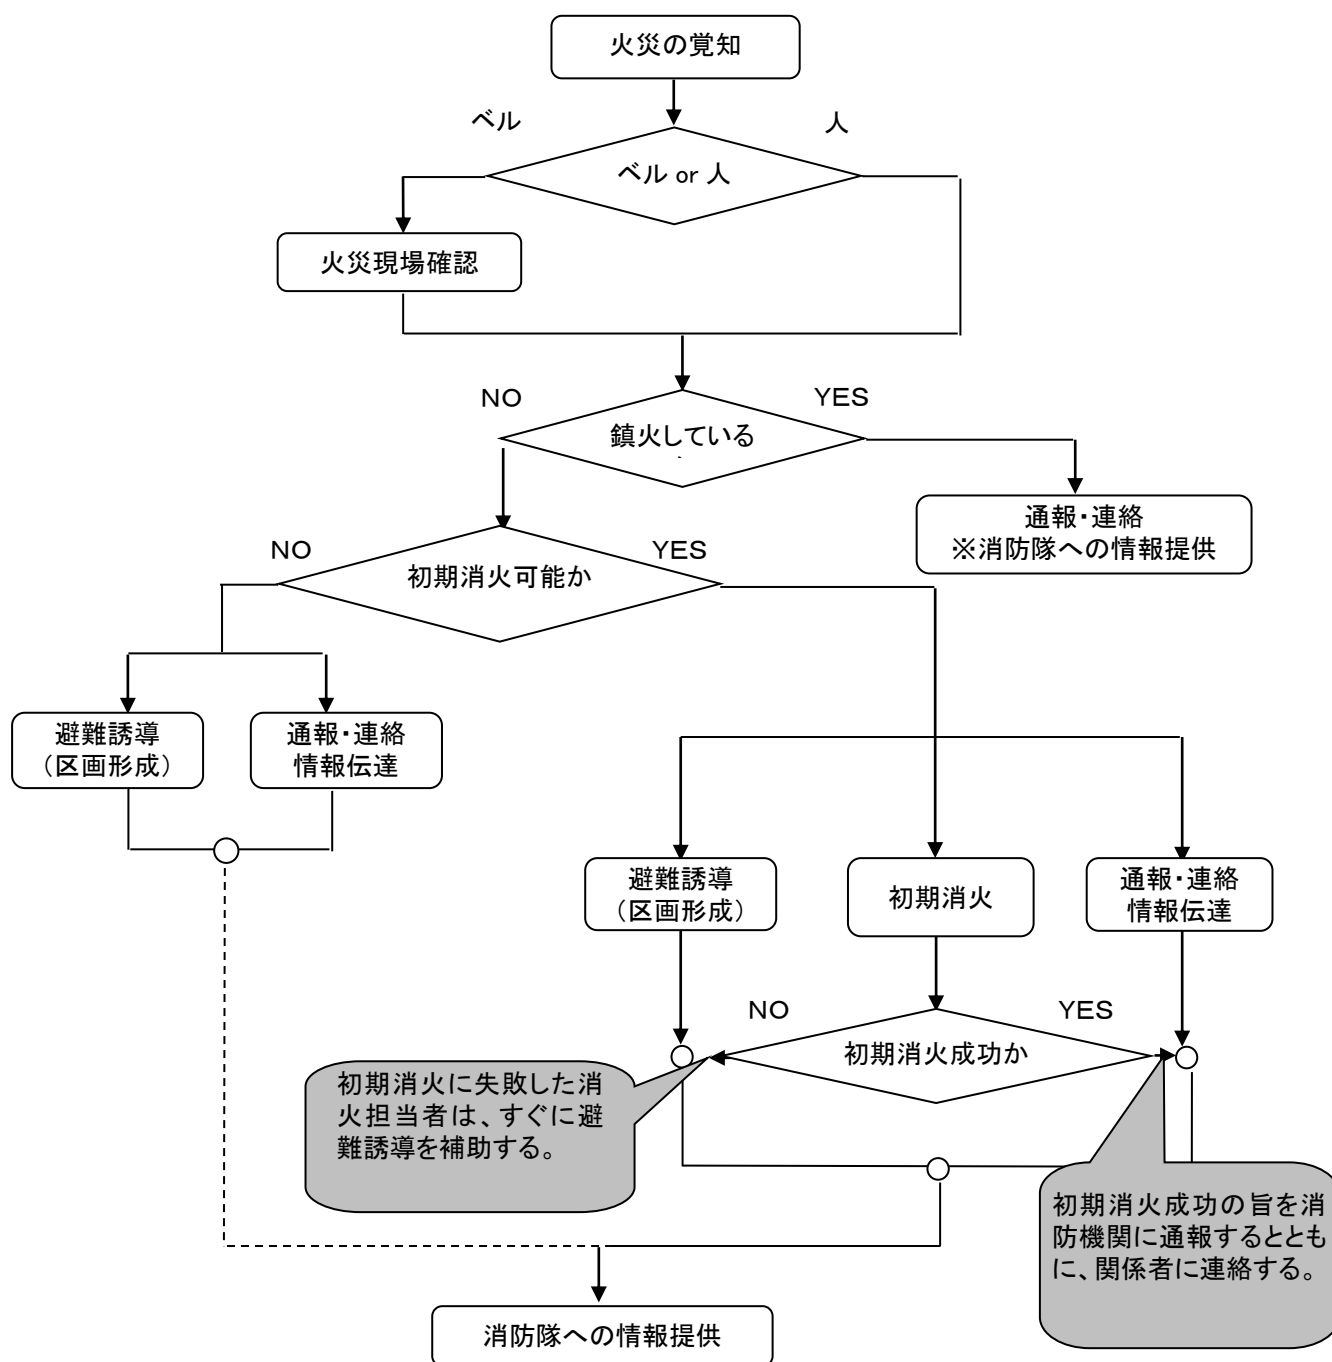 火災の覚知
ベル
人
ベル or 人
火災現場確認
NO
YES
鎮火している
通報・連絡
※消防隊への情報提供
NO
YES
初期消火可能か
避難誘導
（区画形成）
通報・連絡
情報伝達
避難誘導
（区画形成）
初期消火
通報・連絡
情報伝達
NO
YES
初期消火成功か
初期消火に失敗した消
火担当者は、すぐに避
難誘導を補助する。
初期消火成功の旨を消
防機関に通報するととも
に、関係者に連絡する。
消防隊への情報提供